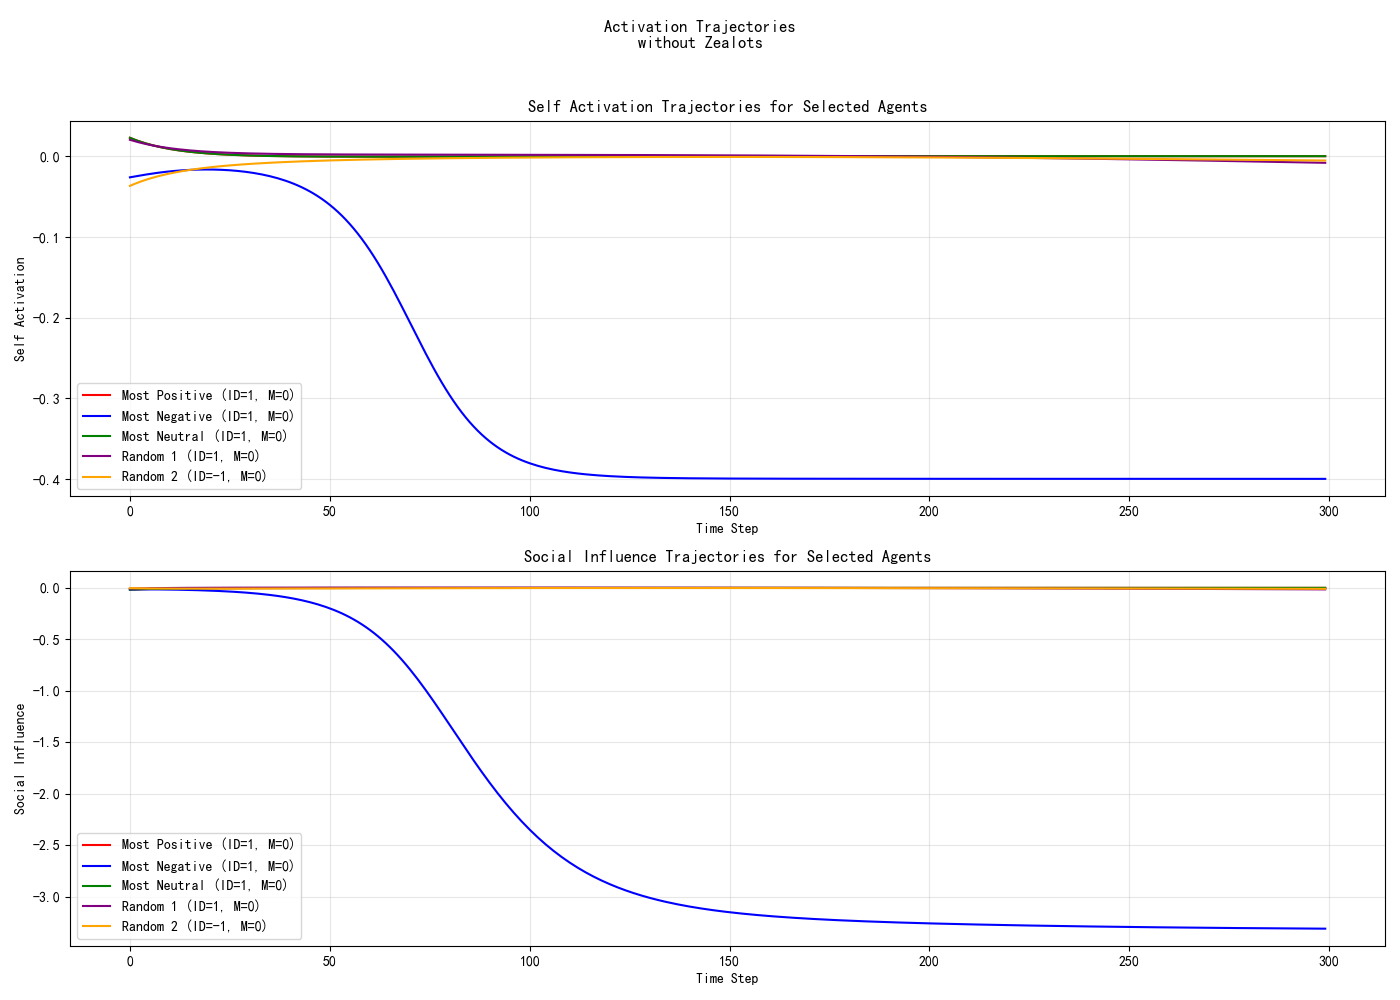 Activation Trajectories
without Zealots
Self Activation Trajectories for Selected Agents
Self Activation
0.0
−0.1
−0.2
−0.3
−0.4
Most Positive (ID=1, M=0)
Most Negative (ID=1, M=0)
Most Neutral (ID=1, M=0)
Random 1 (ID=1, M=0)
Random 2 (ID=-1, M=0)
0 50 100 150 200 250 300
Time Step
Social Influence Trajectories for Selected Agents
Social Influence
0.0
−0.5
−1.0
−1.5
−2.0
−2.5
−3.0
Most Positive (ID=1, M=0)
Most Negative (ID=1, M=0)
Most Neutral (ID=1, M=0)
Random 1 (ID=1, M=0)
Random 2 (ID=-1, M=0)
0 50 100 150 200 250 300
Time Step